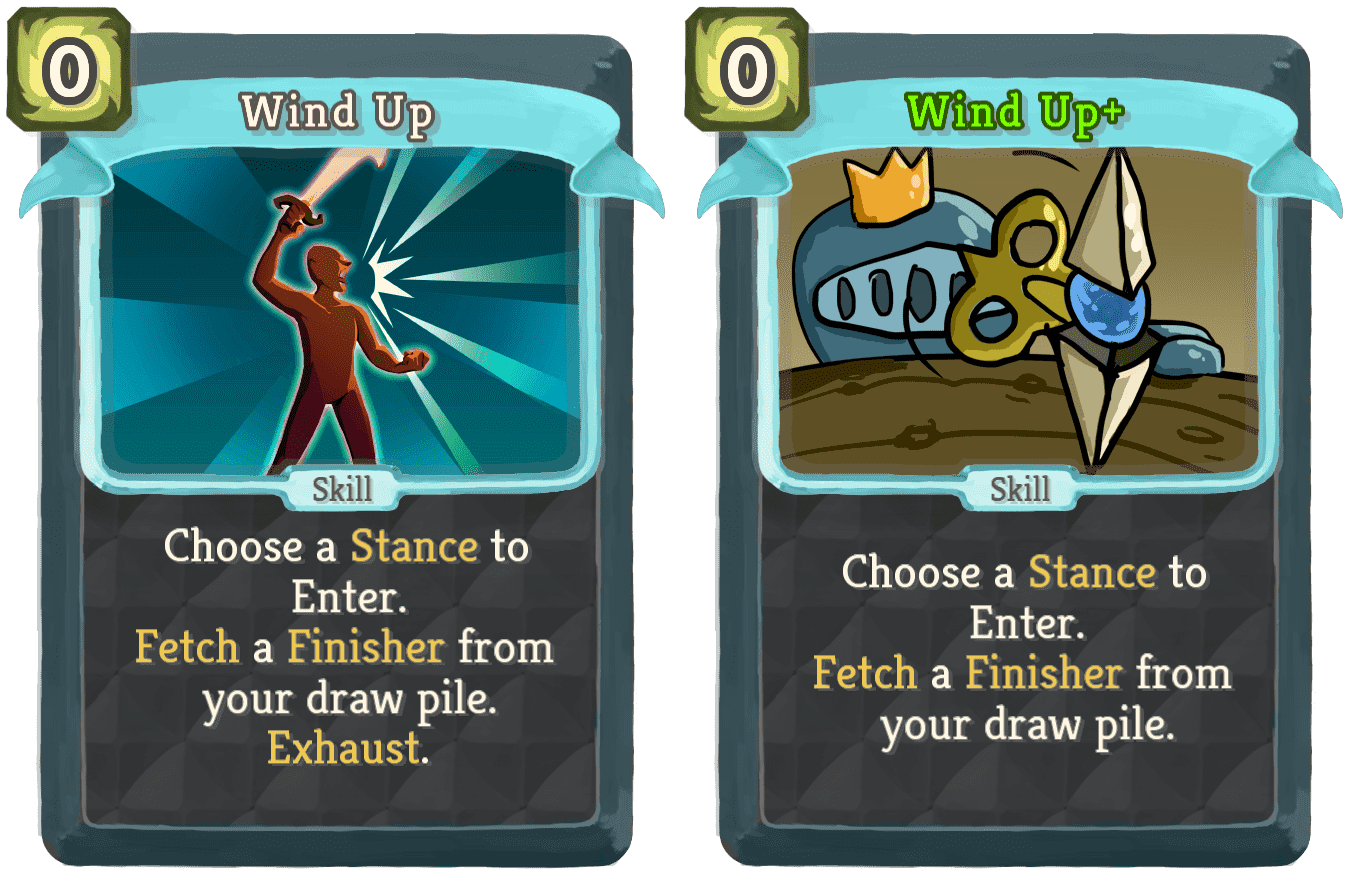 0
Wind Up
Skill
Choose a Stance to
Enter.
Fetch a Finisher from
your draw pile.
Exhaust.
0
Wind Up+
Skill
Choose a Stance to
Enter.
Fetch a Finisher from
your draw pile.